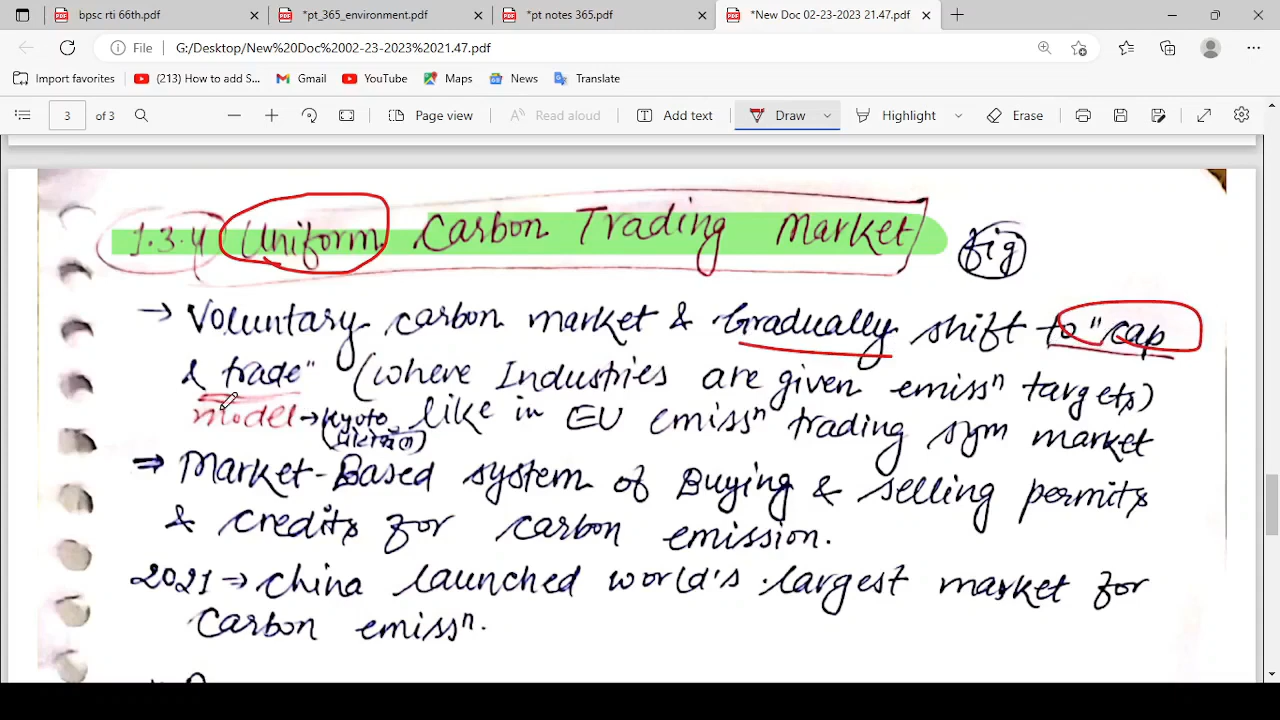 bpsc rti 66th.pdf
*pt_365_environment.pdf
*pt notes 365.pdf
*New Doc 02-23-2023 21.47.pdf
File
G:/Desktop/New%20Doc%2002-23-2023%2021.47.pdf
Import favorites
(213) How to add S...
Gmail
YouTube
Maps
News
Translate
3 of 3
Page view
Read aloud
Add text
Draw
Highlight
Erase
1.3.4 Uniform Carbon Trading Market fig
→ Voluntary carbon market & Gradually shift to "cap
& trade" (where Industries are given emissⁿ targets)
model → Kyoto like in EU emissⁿ trading sym market
⇒ Market-Based system of Buying & selling permits
& credits for carbon emission.
2021 → China launched world's largest market for
Carbon emissⁿ.